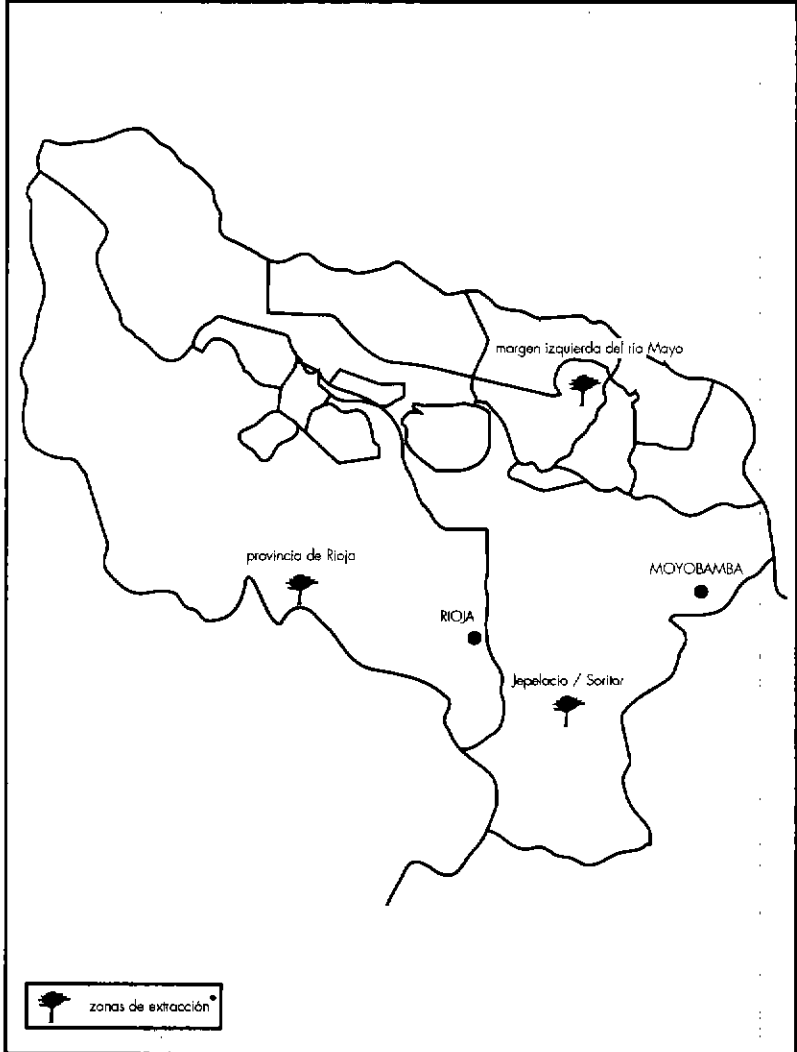 margen izquierda del río Mayo
provincia de Rioja
MOYOBAMBA
RIOJA
Jepelacio / Soritor
zonas de extracción